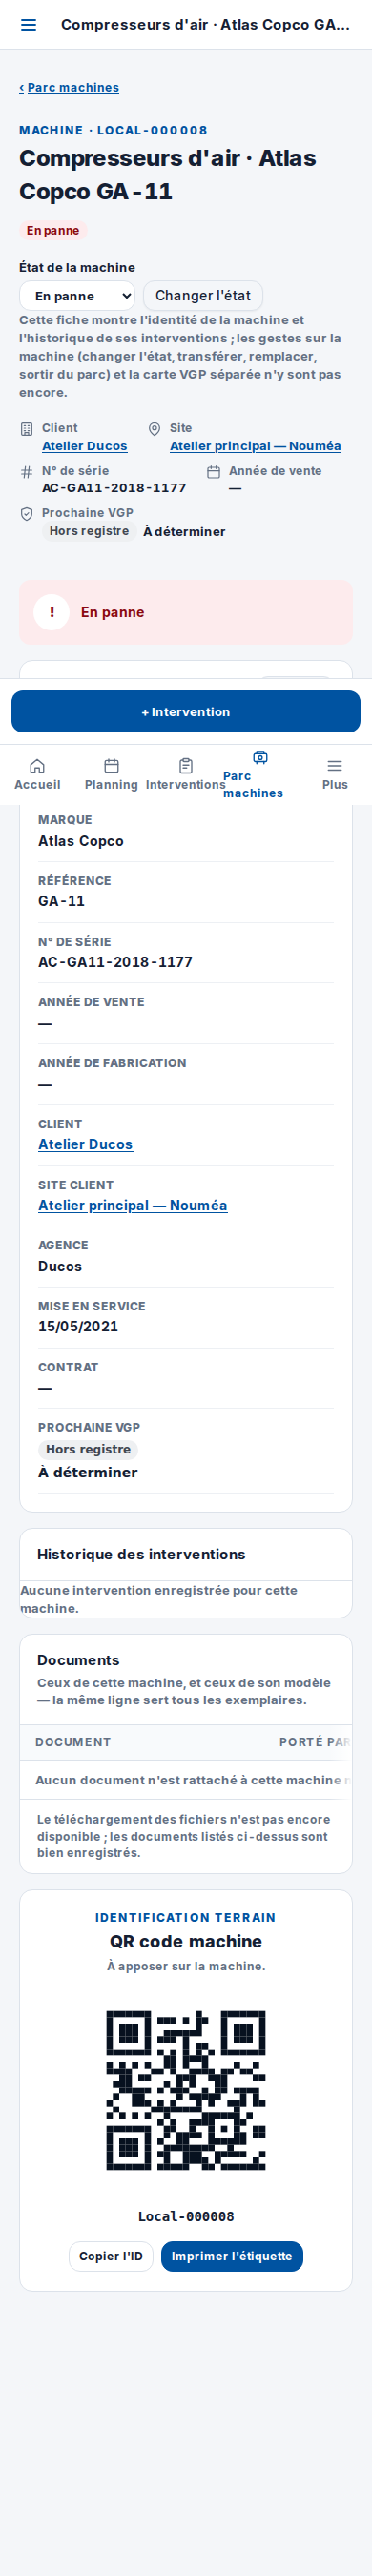 Compresseurs d'air · Atlas Copco GA...
‹ Parc machines
MACHINE · LOCAL-000008
Compresseurs d'air · Atlas
Copco GA-11
En panne
État de la machine
En panne
Changer l'état
Cette fiche montre l'identité de la machine et
l'historique de ses interventions ; les gestes sur la
machine (changer l'état, transférer, remplacer,
sortir du parc) et la carte VGP séparée n'y sont pas
encore.
Client
Atelier Ducos
Site
Atelier principal — Nouméa
N° de série
AC-GA11-2018-1177
Année de vente
—
Prochaine VGP
Hors registre À déterminer
! En panne
+ Intervention
Accueil
Planning
Interventions
Parc
machines
Plus
MARQUE
Atlas Copco
RÉFÉRENCE
GA-11
N° DE SÉRIE
AC-GA11-2018-1177
ANNÉE DE VENTE
—
ANNÉE DE FABRICATION
—
CLIENT
Atelier Ducos
SITE CLIENT
Atelier principal — Nouméa
AGENCE
Ducos
MISE EN SERVICE
15/05/2021
CONTRAT
—
PROCHAINE VGP
Hors registre
À déterminer
Historique des interventions
Aucune intervention enregistrée pour cette
machine.
Documents
Ceux de cette machine, et ceux de son modèle
— la même ligne sert tous les exemplaires.
DOCUMENT PORTÉ PAR
Aucun document n'est rattaché à cette machine
Le téléchargement des fichiers n'est pas encore
disponible ; les documents listés ci-dessus sont
bien enregistrés.
IDENTIFICATION TERRAIN
QR code machine
À apposer sur la machine.
Local-000008
Copier l'ID
Imprimer l'étiquette